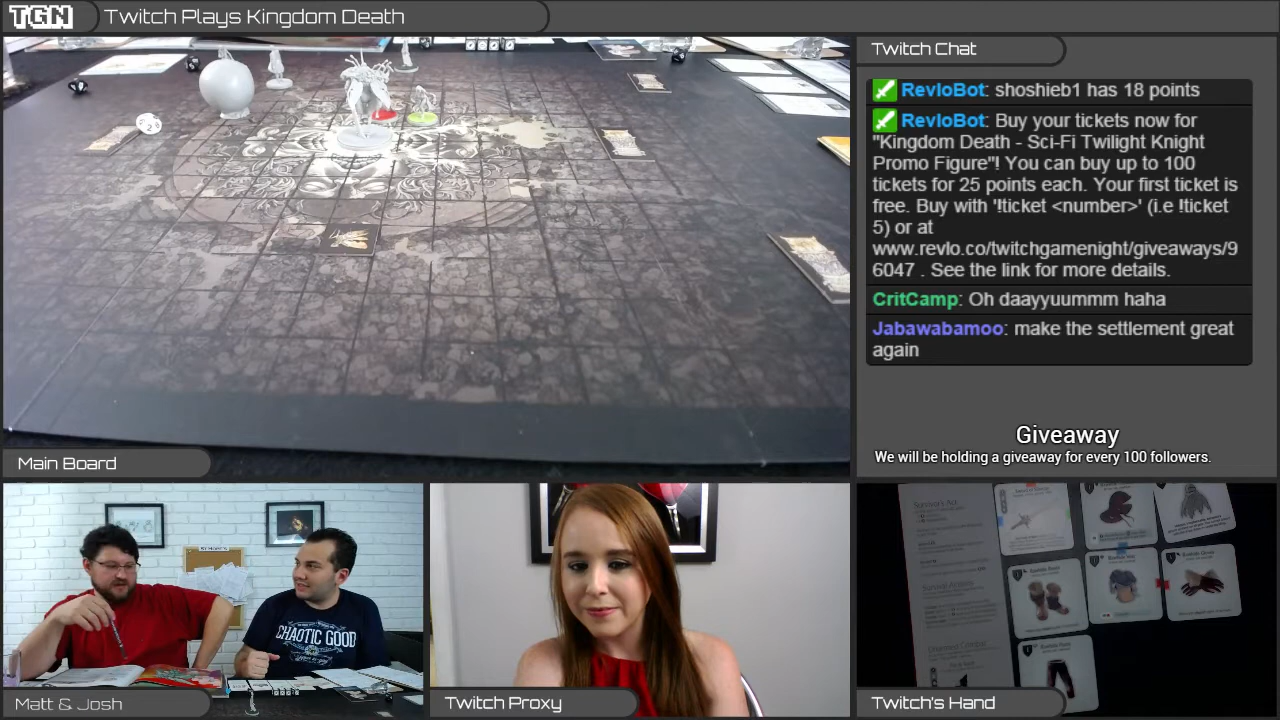 TGN
Twitch Plays Kingdom Death
Twitch Chat
RevloBot: shoshieb1 has 18 points
RevloBot: Buy your tickets now for
"Kingdom Death - Sci-Fi Twilight Knight
Promo Figure"! You can buy up to 100
tickets for 25 points each. Your first ticket is
free. Buy with '!ticket <number>' (i.e !ticket
5) or at
www.revlo.co/twitchgamenight/giveaways/9
6047 . See the link for more details.
CritCamp: Oh daayyuummm haha
Jabawabamoo: make the settlement great
again
Giveaway
We will be holding a giveaway for every 100 followers.
Main Board
CHAOTIC GOOD
Matt & Josh
Twitch Proxy
Survival Actions
Twitch's Hand